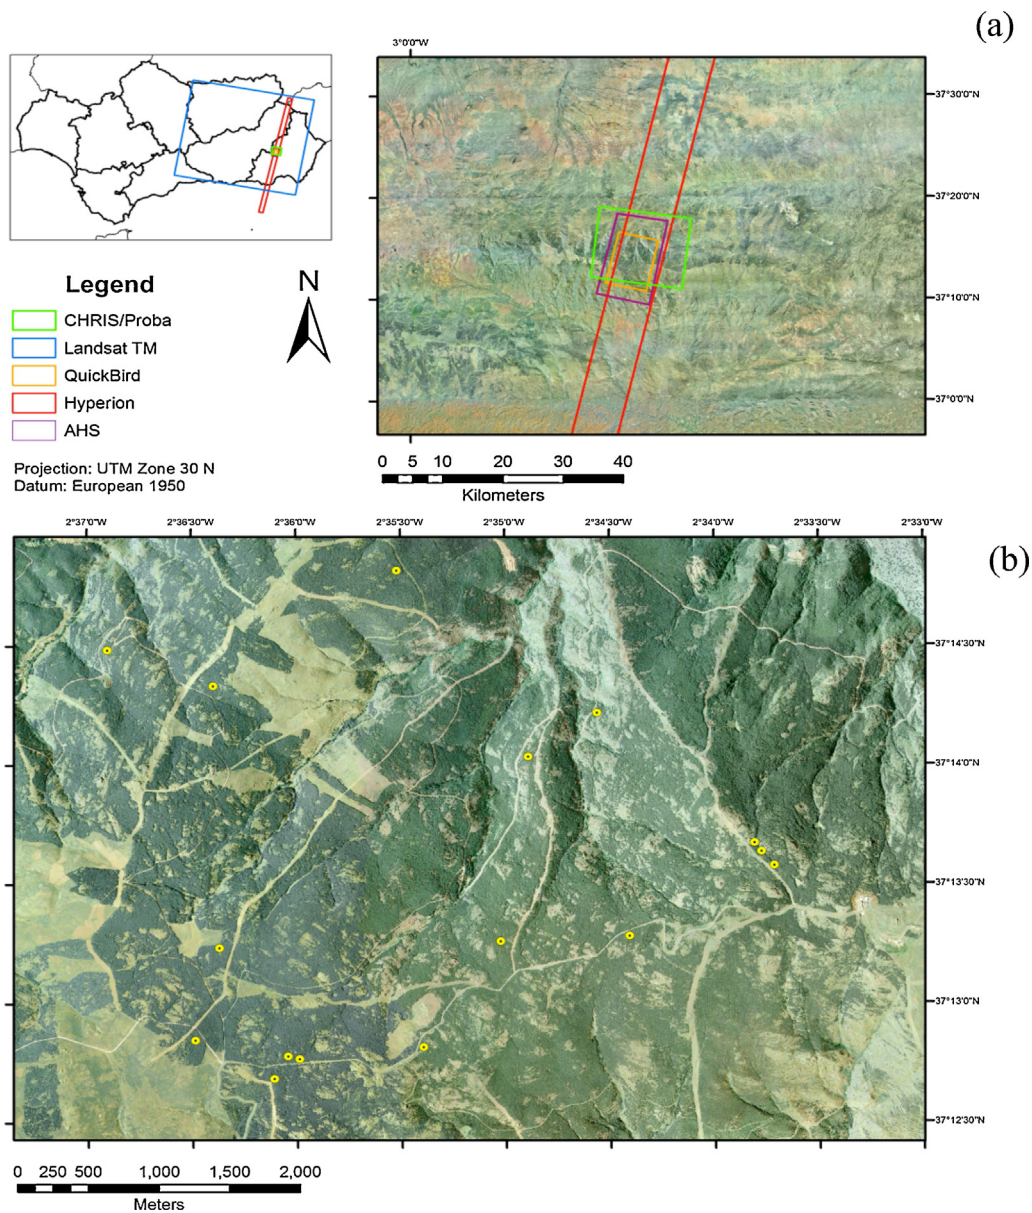 (a)
3°0'0"W
37°30'0"N
37°20'0"N
37°10'0"N
37°0'0"N
Legend
N
CHRIS/Proba
Landsat TM
QuickBird
Hyperion
AHS
Projection: UTM Zone 30 N
Datum: European 1950
0 5 10 20 30 40
Kilometers
2°37'0"W 2°36'30"W 2°36'0"W 2°35'30"W 2°35'0"W 2°34'30"W 2°34'0"W 2°33'30"W 2°33'0"W
(b)
37°14'30"N
37°14'0"N
37°13'30"N
37°13'0"N
37°12'30"N
0 250 500 1,000 1,500 2,000
Meters